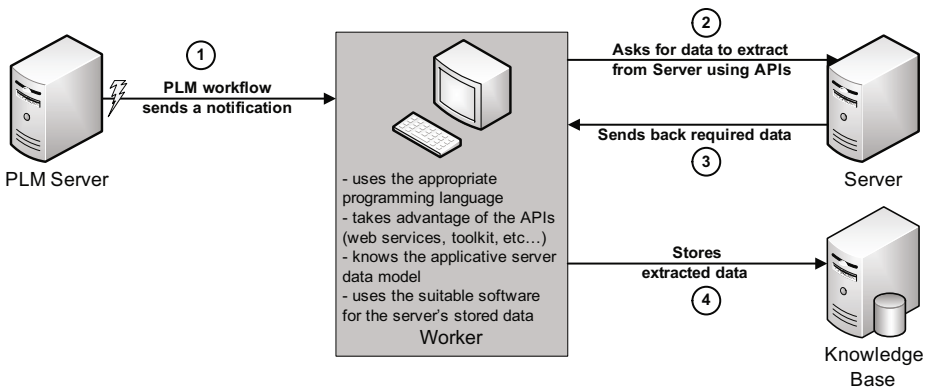 1
PLM workflow
sends a notification
PLM Server
2
Asks for data to extract
from Server using APIs
Sends back required data
3
Server
- uses the appropriate
programming language
- takes advantage of the APIs
(web services, toolkit, etc…)
- knows the applicative server
data model
- uses the suitable software
for the server's stored data
Worker
Stores
extracted data
4
Knowledge
Base